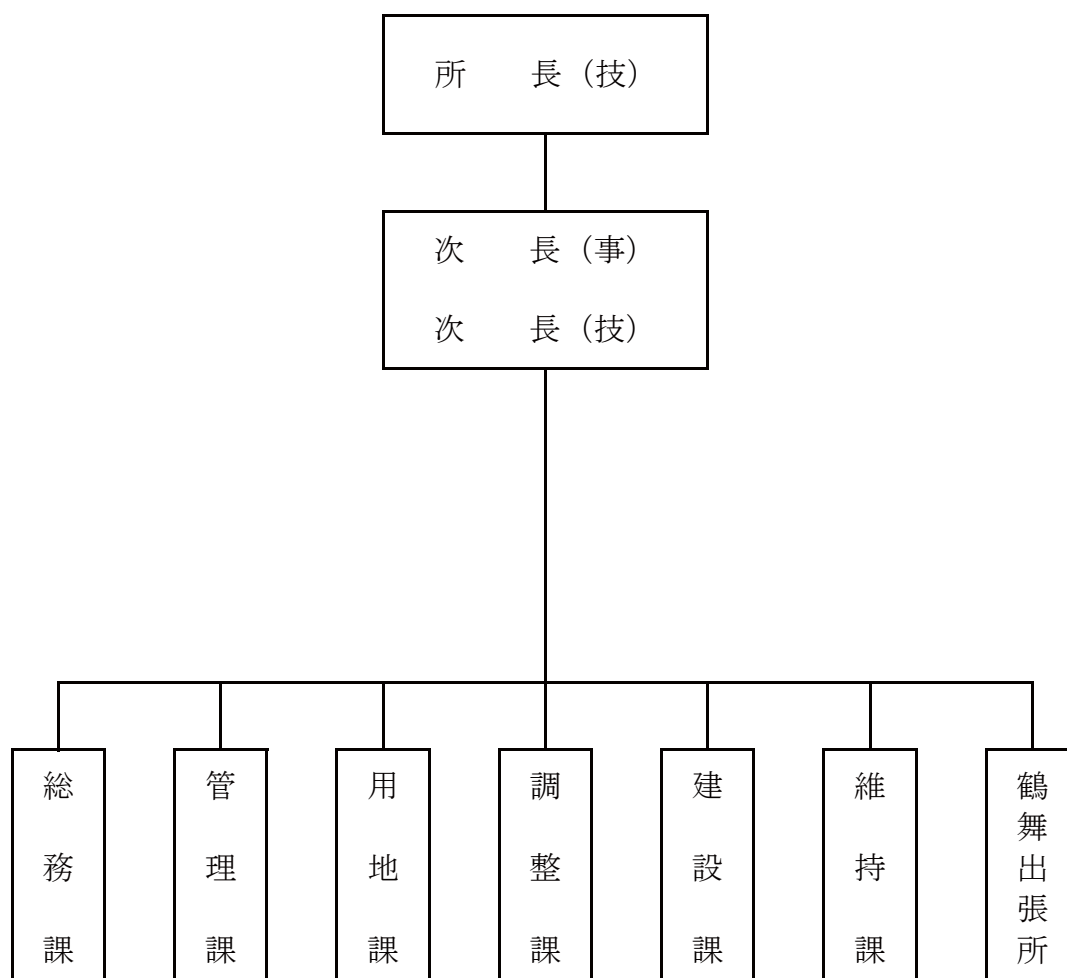 所　　長（技）
次　　長（事）
次　　長（技）
総務課
管理課
用地課
調整課
建設課
維持課
鶴舞出張所